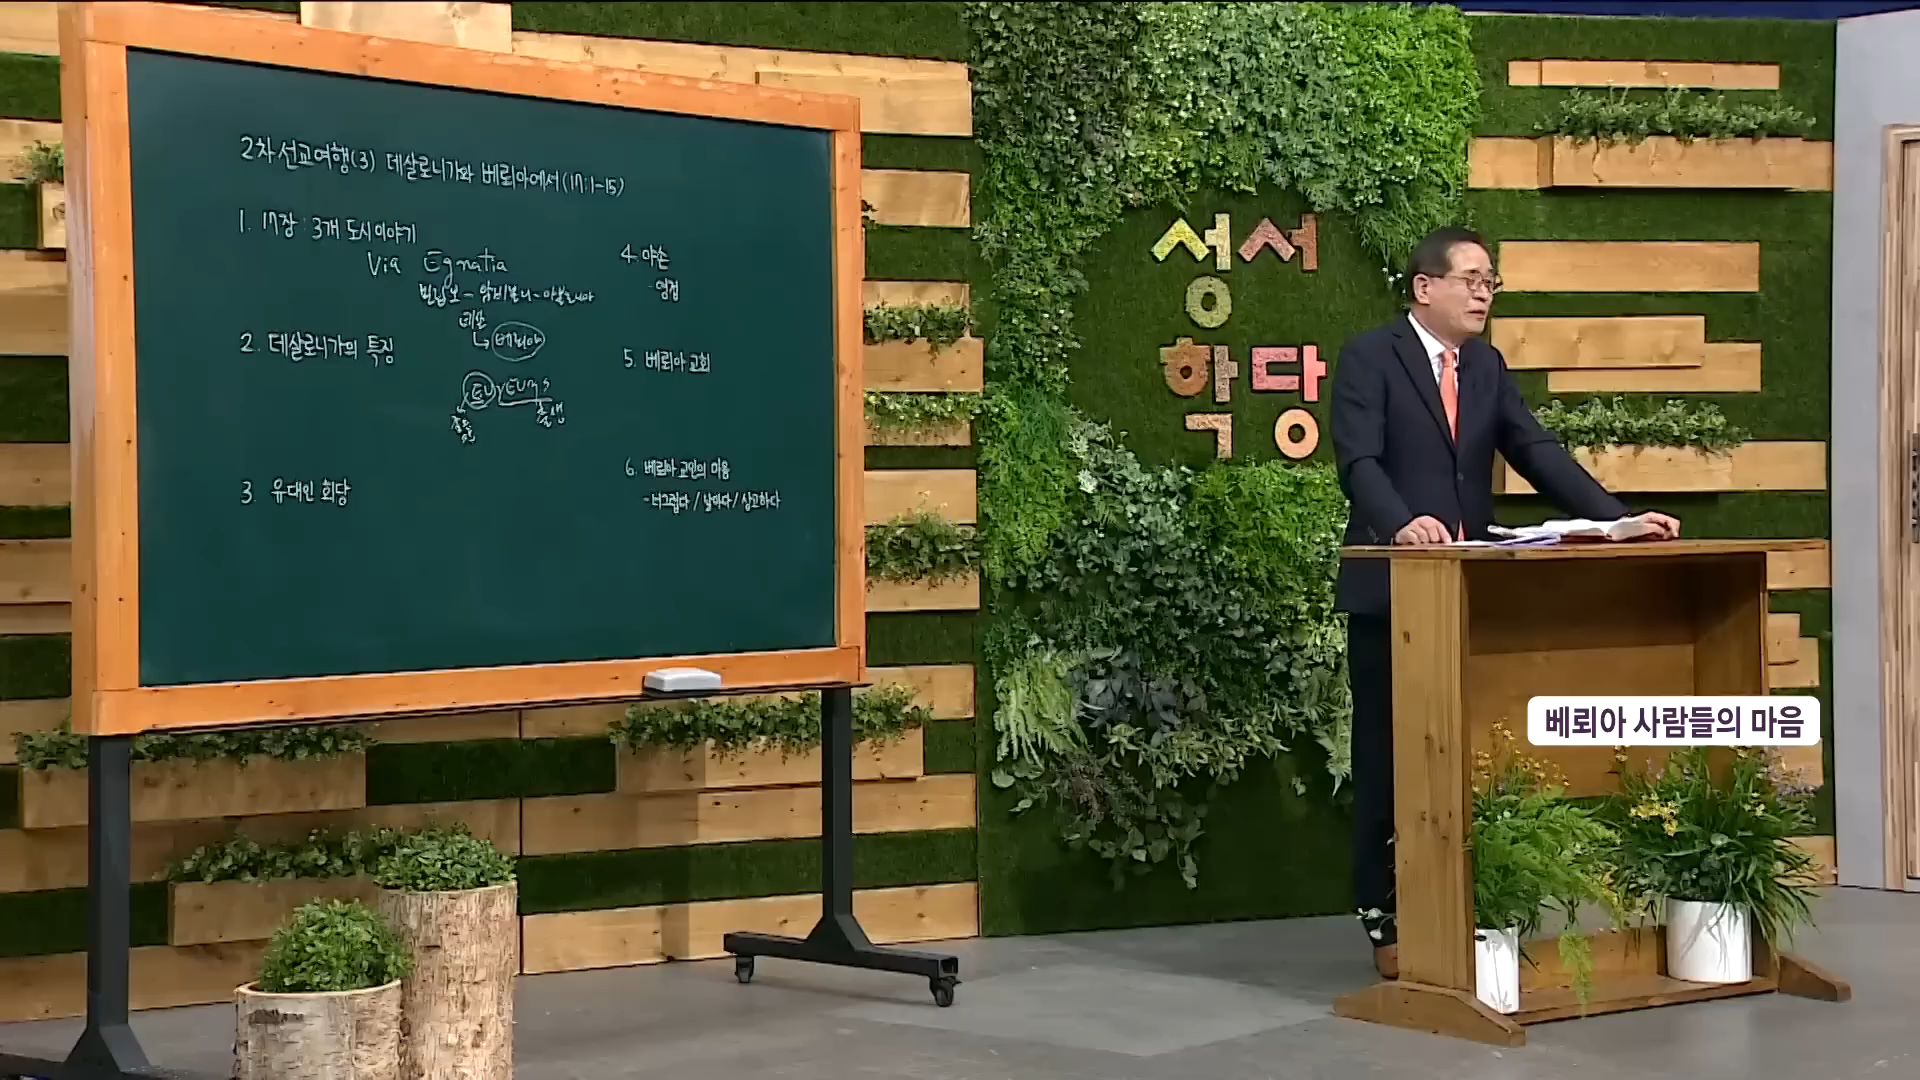 2차 선교여행(3) 데살로니가와 베뢰아에서(17:1-15)
1. 17장 : 3개 도시 이야기
Via Egnatia
빌립보 - 암비볼리 - 아볼로니아
데살
베뢰아
2. 데살로니가의 특징
출생
3. 유대인 회당
4. 야손
영접
5. 베뢰아 교회
6. 베뢰아 교인의 마음
- 너그럽다 / 날마다 / 상고하다
성서
학당
베뢰아 사람들의 마음